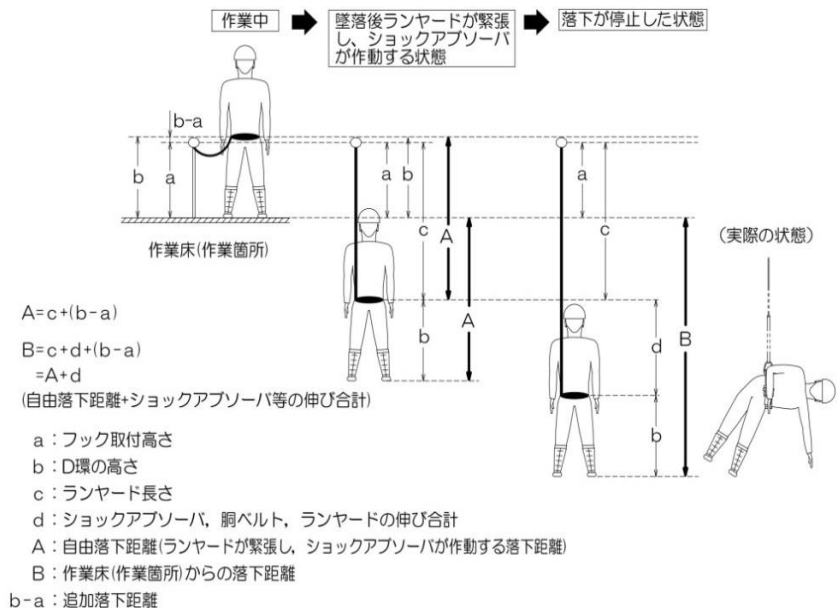 作業中
墜落後ランヤードが緊張
し、ショックアブソーバ
が作動する状態
落下が停止した状態
b-a
b
a
a
b
c
A
A
b
a
c
d
b
B
作業床(作業箇所)
(実際の状態)
A=c+(b-a)
B=c+d+(b-a)
=A+d
(自由落下距離+ショックアブソーバ等の伸び合計)
a:フック取付高さ
b:D環の高さ
c:ランヤード長さ
d:ショックアブソーバ,胴ベルト,ランヤードの伸び合計
A:自由落下距離(ランヤードが緊張し,ショックアブソーバが作動する落下距離)
B:作業床(作業箇所)からの落下距離
b-a:追加落下距離